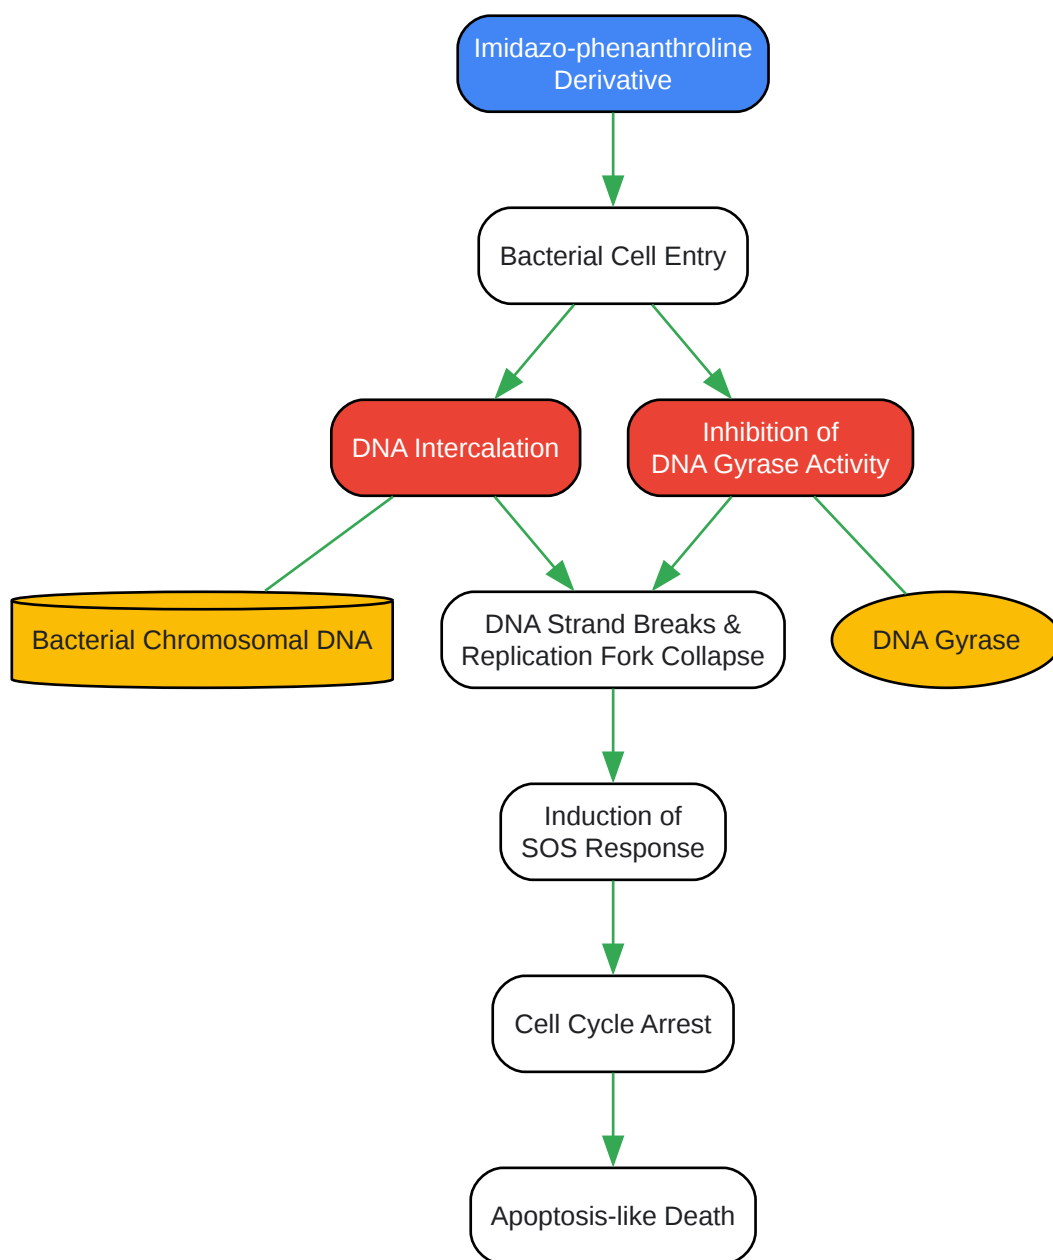 Imidazo-phenanthroline
Derivative
Bacterial Cell Entry
DNA Intercalation
Inhibition of
DNA Gyrase Activity
Bacterial Chromosomal DNA
DNA Strand Breaks &
Replication Fork Collapse
DNA Gyrase
Induction of
SOS Response
Cell Cycle Arrest
Apoptosis-like Death